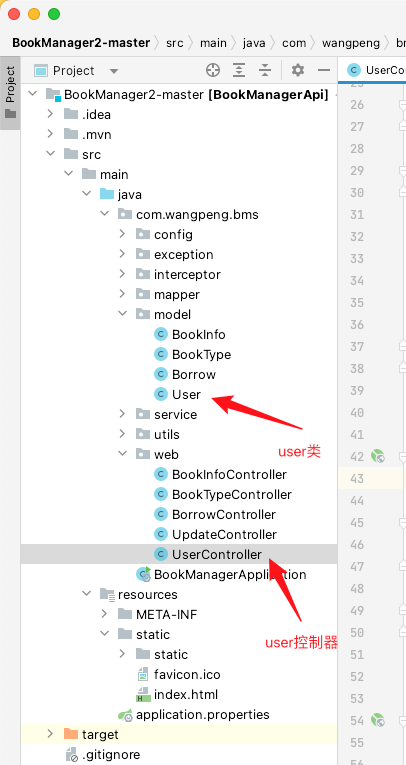 BookManager2-master src main java com wangpeng
Project
UserCo
Project
BookManager2-master [BookManagerApi]
.idea
.mvn
src
main
java
com.wangpeng.bms
config
exception
interceptor
mapper
model
BookInfo
BookType
Borrow
User
user类
service
utils
web
BookInfoController
BookTypeController
BorrowController
UpdateController
UserController
BookManagerApplication
user控制器
resources
META-INF
static
static
favicon.ico
index.html
application.properties
target
.gitignore
26
27
28
29
30
31
32
33
34
35
36
37
38
39
40
41
42
43
44
45
46
47
48
49
50
51
52
53
54
55